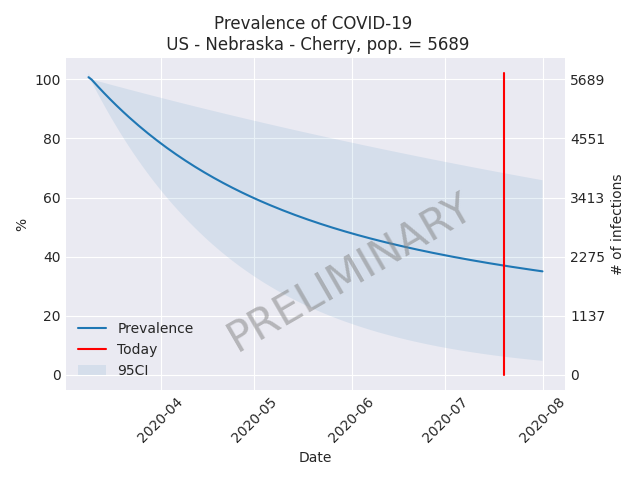 Prevalence of COVID-19
US - Nebraska - Cherry, pop. = 5689
100
80
60
40
20
0
%
5689
4551
3413
2275
1137
0
# of infections
PRELIMINARY
Prevalence
Today
95CI
2020-04
2020-05
2020-06
2020-07
2020-08
Date